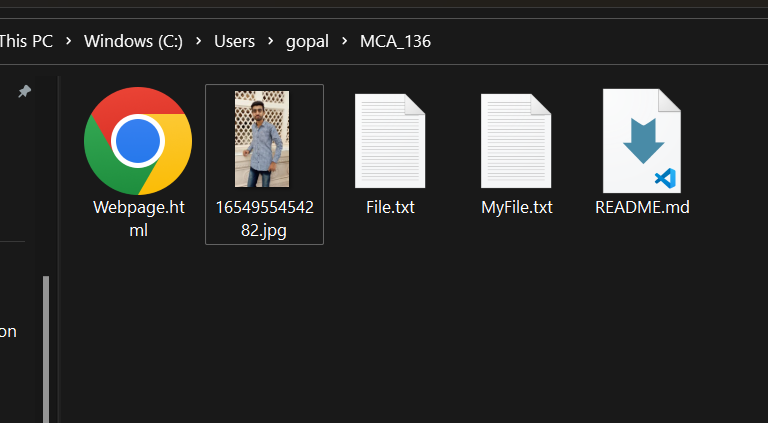 This PC > Windows (C:) > Users > gopal > MCA_136
Webpage.ht
ml
16549554542
82.jpg
File.txt
MyFile.txt
README.md
on